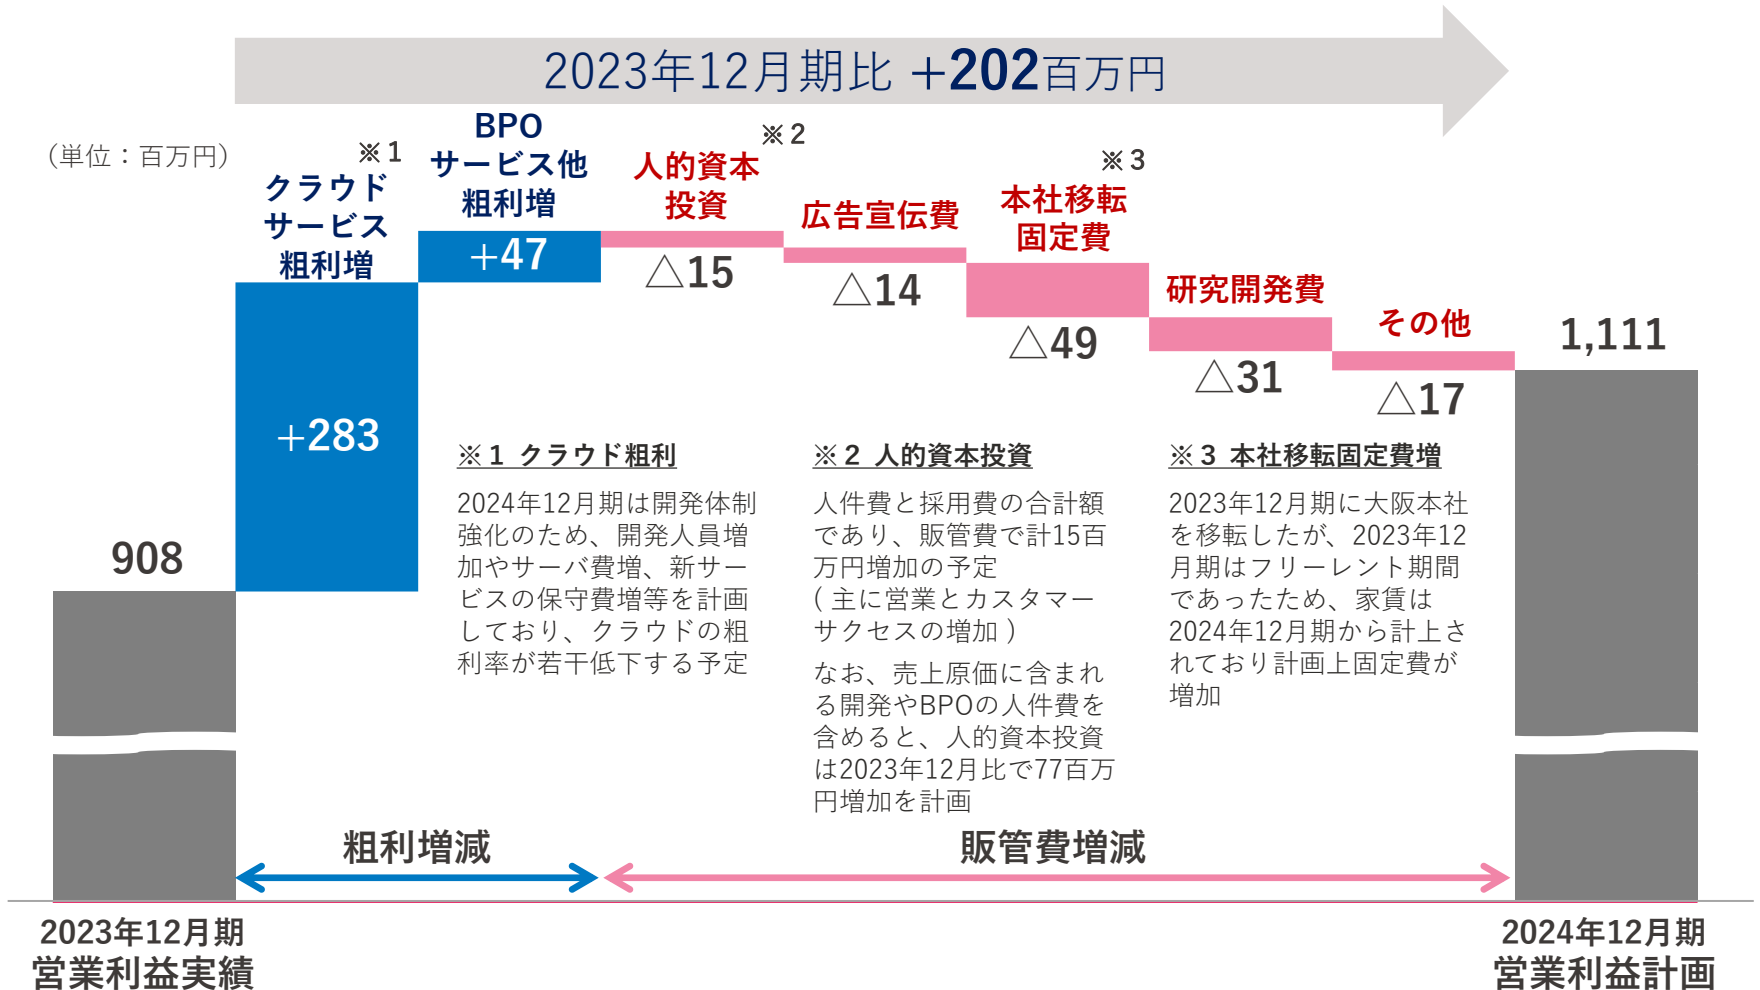 2023年12月期比 +202百万円
（単位：百万円）
※1
クラウド
サービス
粗利増
+283
BPO
サービス他
粗利増
+47
※2
人的資本
投資
△15
広告宣伝費
△14
※3
本社移転
固定費
△49
研究開発費
△31
その他
△17
908
1,111
※1 クラウド粗利
2024年12月期は開発体制
強化のため、開発人員増
加やサーバ費増、新サー
ビスの保守費増等を計画
しており、クラウドの粗
利率が若干低下する予定
※2 人的資本投資
人件費と採用費の合計額
であり、販管費で計15百
万円増加の予定
( 主に営業とカスタマー
サクセスの増加 )
なお、売上原価に含まれ
る開発やBPOの人件費を
含めると、人的資本投資
は2023年12月比で77百万
円増加を計画
※3 本社移転固定費増
2023年12月期に大阪本社
を移転したが、2023年12
月期はフリーレント期間
であったため、家賃は
2024年12月期から計上さ
れており計画上固定費が
増加
粗利増減
販管費増減
2023年12月期
営業利益実績
2024年12月期
営業利益計画